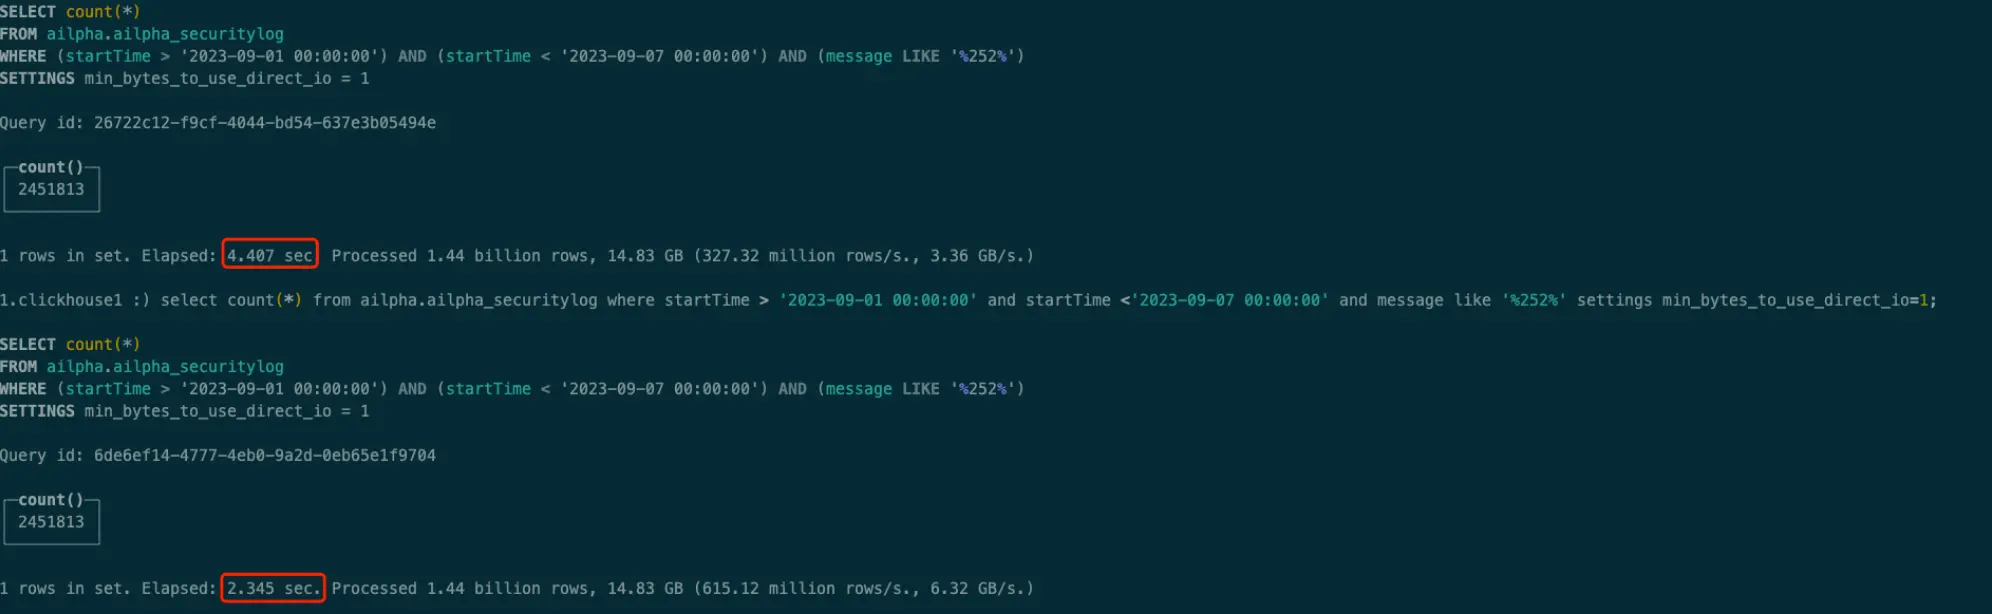 SELECT count(*)
FROM ailpha.ailpha_securitylog
WHERE (startTime > '2023-09-01 00:00:00') AND (startTime < '2023-09-07 00:00:00') AND (message LIKE '%252%')
SETTINGS min_bytes_to_use_direct_io = 1
Query id: 26722c12-f9cf-4044-bd54-637e3b05494e
count()
2451813
1 rows in set. Elapsed: 4.407 sec Processed 1.44 billion rows, 14.83 GB (327.32 million rows/s., 3.36 GB/s.)
1.clickhouse1 :) select count(*) from ailpha.ailpha_securitylog where startTime > '2023-09-01 00:00:00' and startTime <'2023-09-07 00:00:00' and message like '%252%' settings min_bytes_to_use_direct_io=1;
SELECT count(*)
FROM ailpha.ailpha_securitylog
WHERE (startTime > '2023-09-01 00:00:00') AND (startTime < '2023-09-07 00:00:00') AND (message LIKE '%252%')
SETTINGS min_bytes_to_use_direct_io = 1
Query id: 6de6ef14-4777-4eb0-9a2d-0eb65e1f9704
count()
2451813
1 rows in set. Elapsed: 2.345 sec. Processed 1.44 billion rows, 14.83 GB (615.12 million rows/s., 6.32 GB/s.)